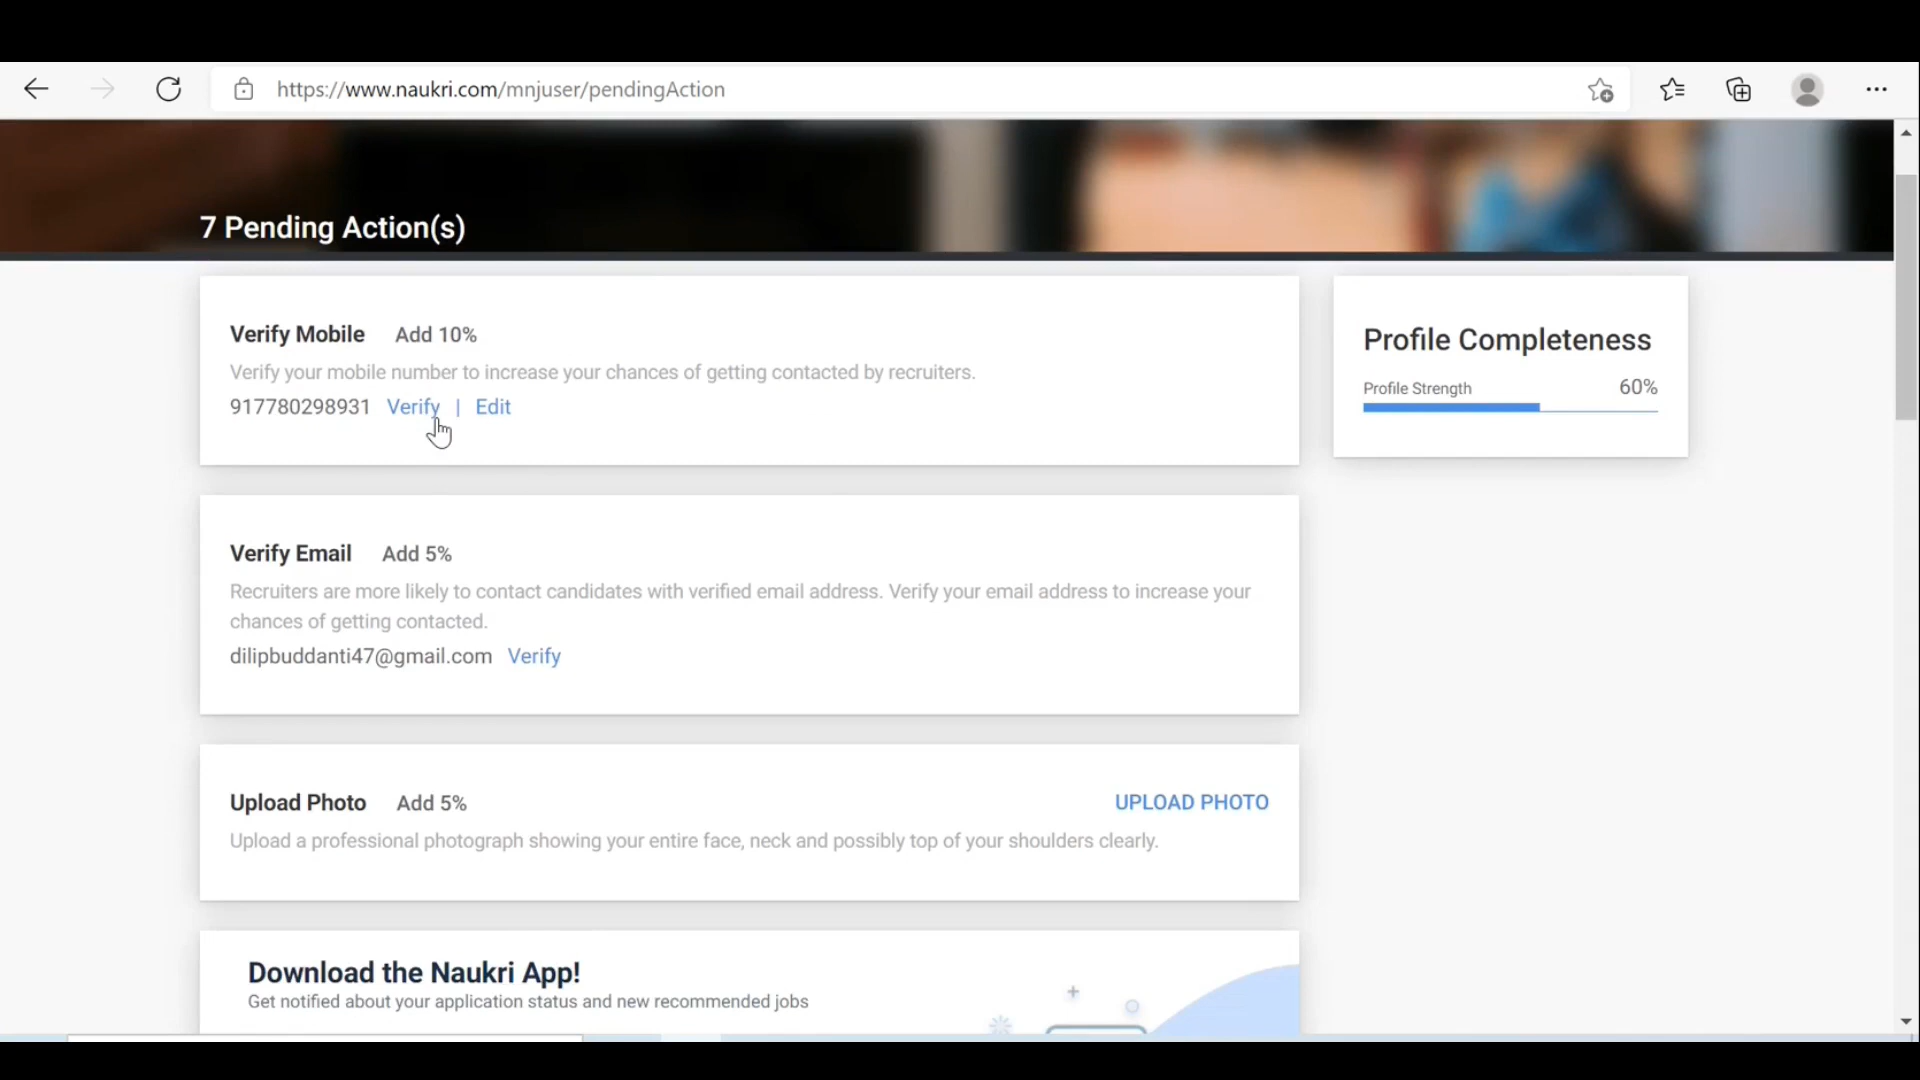 https://www.naukri.com/mnjuser/pendingAction
7 Pending Action(s)
Verify Mobile Add 10%
Verify your mobile number to increase your chances of getting contacted by recruiters.
917780298931 Verify | Edit
Profile Completeness
Profile Strength 60%
Verify Email Add 5%
Recruiters are more likely to contact candidates with verified email address. Verify your email address to increase your
chances of getting contacted.
dilipbuddanti47@gmail.com Verify
Upload Photo Add 5% UPLOAD PHOTO
Upload a professional photograph showing your entire face, neck and possibly top of your shoulders clearly.
Download the Naukri App!
Get notified about your application status and new recommended jobs